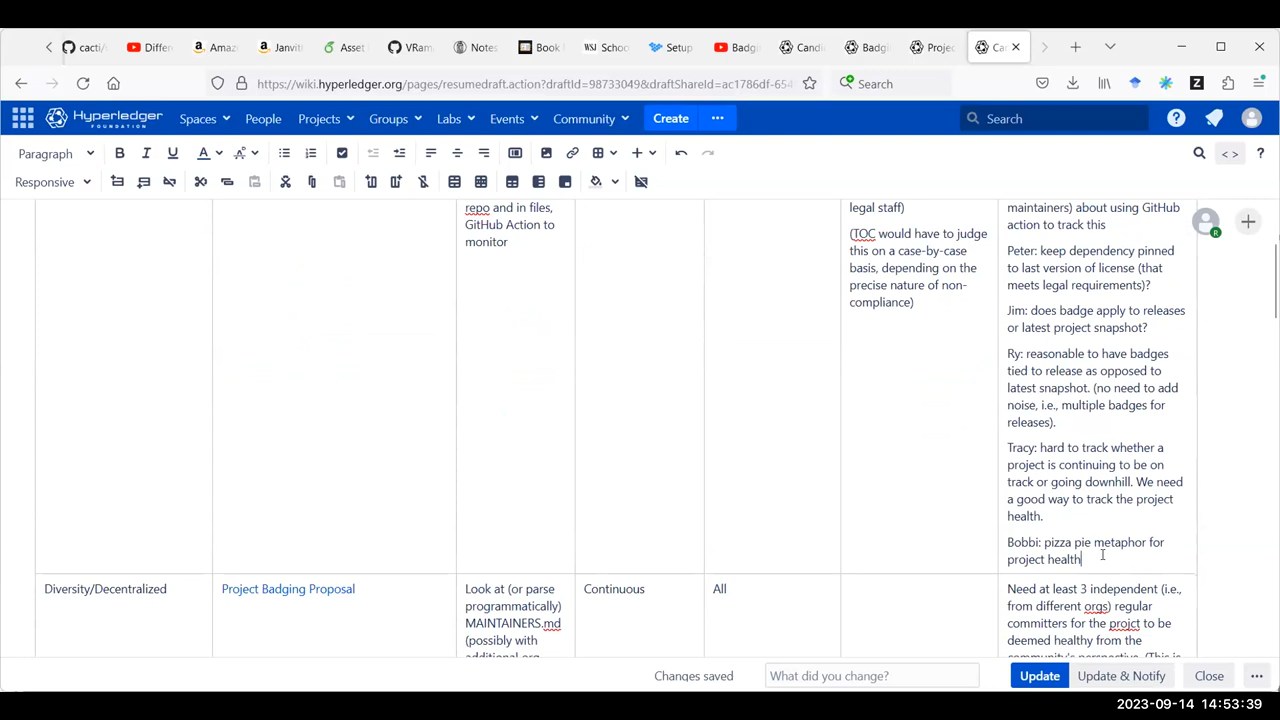 cacti/
Differ
Amaz
Janvit
Asset
VRam
Notes
Book
WSJ Schoo
Setup
Badgi
Candi
Badgi
Projec
Ca
https://wiki.hyperledger.org/pages/resumedraft.action?draftId=98733049&draftShareId=ac1786df-654
Search
Hyperledger
FOUNDATION
Spaces People Projects Groups Labs Events Community Create ••• Search
Paragraph
Responsive
repo and in files,
GitHub Action to
monitor
legal staff)
(TOC would have to judge
this on a case-by-case
basis, depending on the
precise nature of non-
compliance)
maintainers) about using GitHub
action to track this
Peter: keep dependency pinned
to last version of license (that
meets legal requirements)?
Jim: does badge apply to releases
or latest project snapshot?
Ry: reasonable to have badges
tied to release as opposed to
latest snapshot. (no need to add
noise, i.e., multiple badges for
releases).
Tracy: hard to track whether a
project is continuing to be on
track or going downhill. We need
a good way to track the project
health.
Bobbi: pizza pie metaphor for
project health
Diversity/Decentralized
Project Badging Proposal
Look at (or parse
programmatically)
MAINTAINERS.md
(possibly with
additional org
Continuous
All
Need at least 3 independent (i.e.,
from different orgs) regular
committers for the projct to be
deemed healthy from the
community's perspective. (This is
Changes saved
What did you change?
Update
Update & Notify
Close
•••
2023-09-14 14:53:39